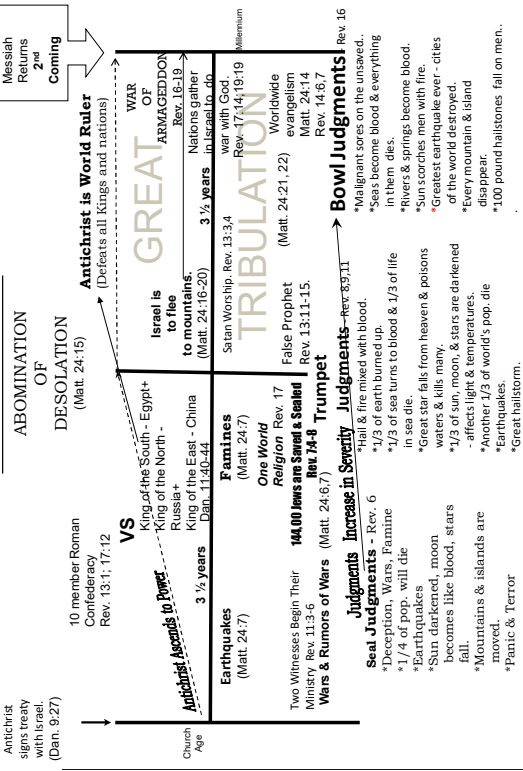 Antichrist
signs treaty
with Israel.
(Dan. 9:27)
10 member Roman
Confederacy
Rev. 13:1; 17:12
ABOMINATION
OF
DESOLATION
(Matt. 24:15)
Messiah
Returns
2nd
Coming
Antichrist is World Ruler
(Defeats all Kings and nations)
VS
King of the South - Egypt+
King of the North -
Russia+
King of the East - China
Dan. 11:40-44
Antichrist Ascends to Power
Church
Age
3 ½ years
GREAT
TRIBULATION
Israel is
to flee
to mountains.
(Matt. 24:16-20)
WAR
OF
ARMAGEDDON
Rev. 16-19
Nations gather
in Israel to do
war with God.
Rev. 17:14;19:19
3 ½ years
Millennium
Earthquakes
(Matt. 24:7)
Famines
(Matt. 24:7)
One World
Religion Rev. 17
Satan Worship. Rev. 13:3,4
(Matt. 24:21, 22)
Worldwide
evangelism
Matt. 24:14
Rev. 14:6,7
False Prophet
Rev. 13:11-15.
Two Witnesses Begin Their
Ministry Rev. 11:3-6
144,00 Jews are Saved & Sealed
Rev. 7:4-8
Wars & Rumors of Wars (Matt. 24:6,7)
Judgments Increase in Severity
Seal Judgments - Rev. 6
*Deception, Wars, Famine
*1/4 of pop. will die
*Earthquakes
*Sun darkened, moon
becomes like blood, stars
fall.
*Mountains & islands are
moved.
*Panic & Terror
Trumpet
Judgments - Rev. 8,9,11
*Hail & fire mixed with blood.
*1/3 of earth burned up.
*1/3 of sea turns to blood & 1/3 of life
in sea die.
*Great star falls from heaven & poisons
waters & kills many.
*1/3 of sun, moon, & stars are darkened
- affects light & temperatures.
*Another 1/3 of world's pop. die
*Earthquakes.
*Great hailstorm.
Bowl Judgments Rev. 16
*Malignant sores on the unsaved..
*Seas become blood & everything
in them dies.
*Rivers & springs become blood.
*Sun scorches men with fire.
*Greatest earthquake ever - cities
of the world destroyed.
*Every mountain & island
disappear.
*100 pound hailstones fall on men..
.